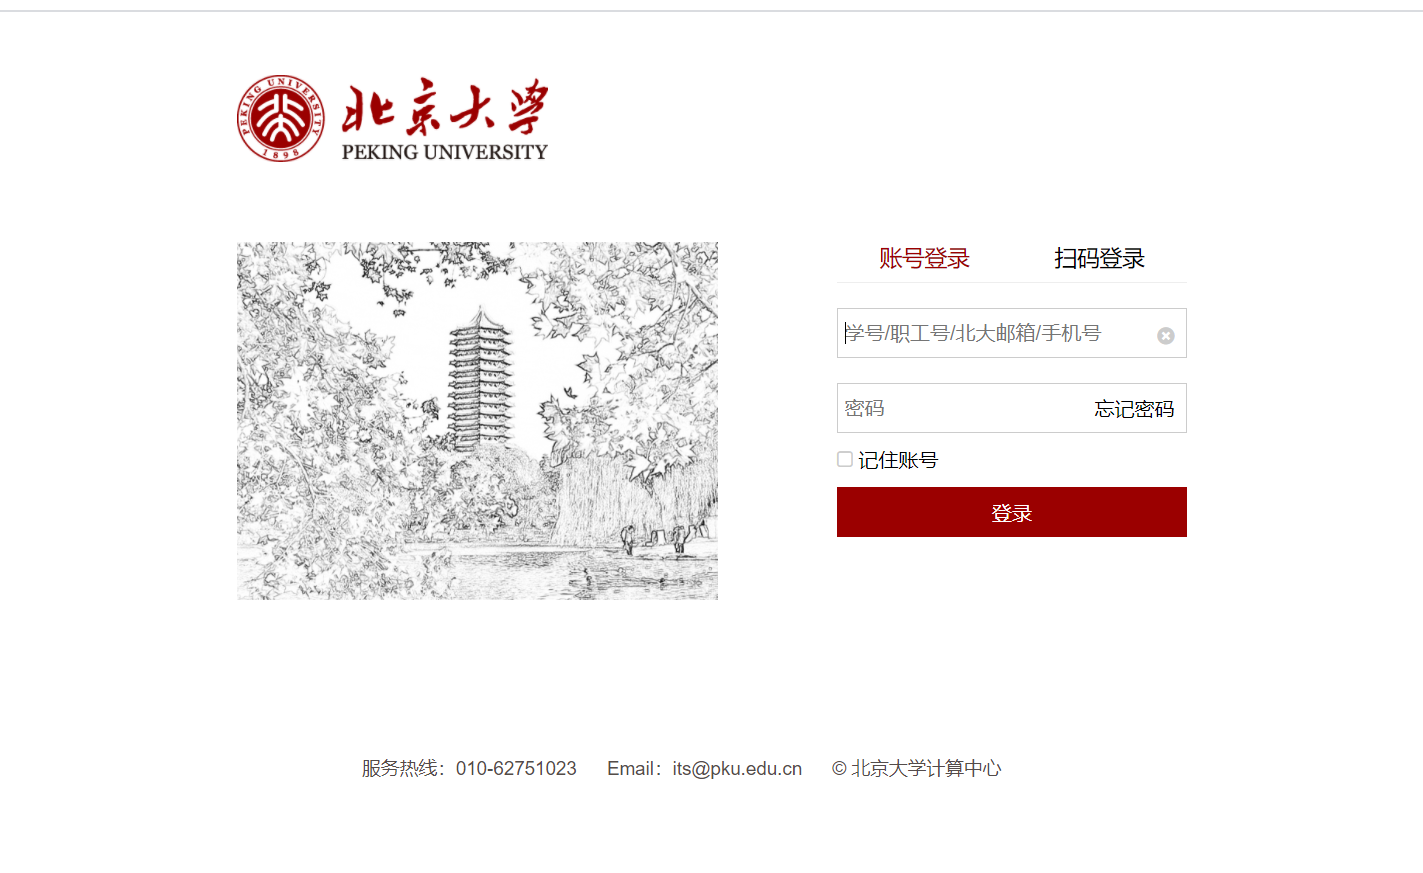 PEKING UNIVERSITY
1898
北京大学
PEKING UNIVERSITY
账号登录 扫码登录
学号/职工号/北大邮箱/手机号
密码 忘记密码
记住账号
登录
服务热线：010-62751023 Email：its@pku.edu.cn © 北京大学计算中心